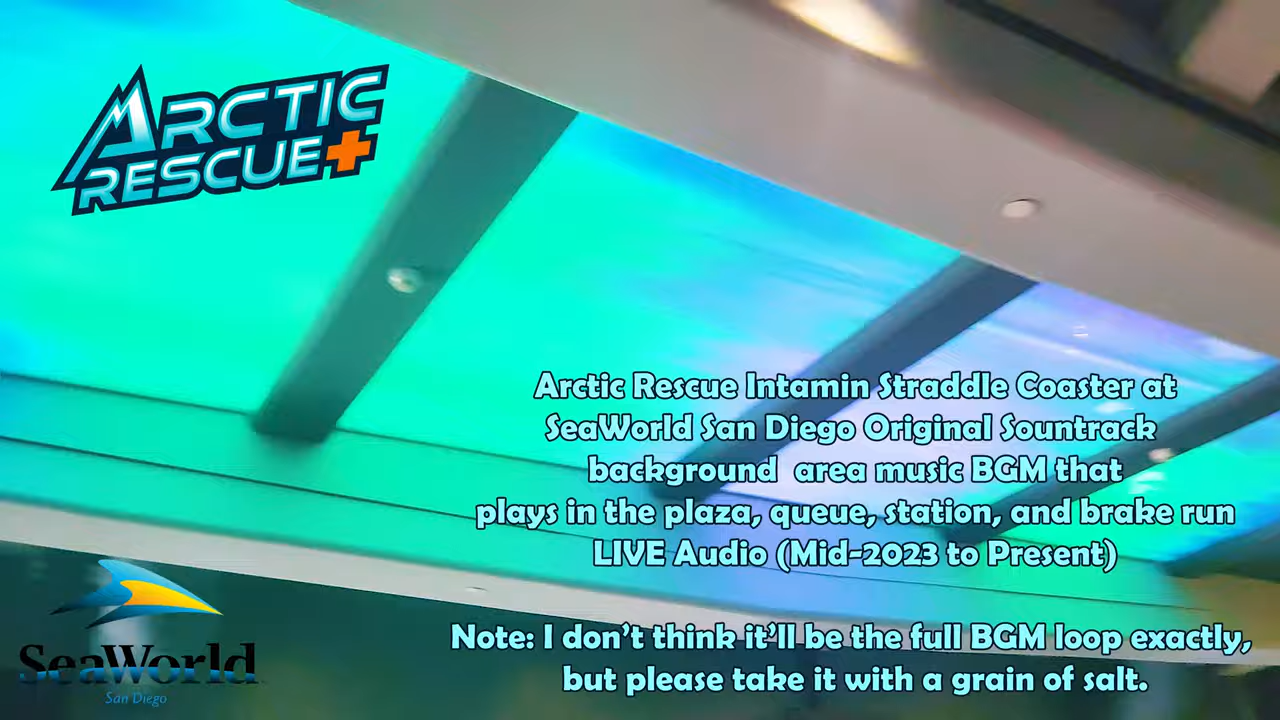 ARCTIC
RESCUE+
Arctic Rescue Intamin Straddle Coaster at
SeaWorld San Diego Original Sountrack
background area music BGM that
plays in the plaza, queue, station, and brake run
LIVE Audio (Mid-2023 to Present)
Note: I don't think it'll be the full BGM loop exactly,
but please take it with a grain of salt.
SeaWorld
San Diego